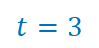 t = 3